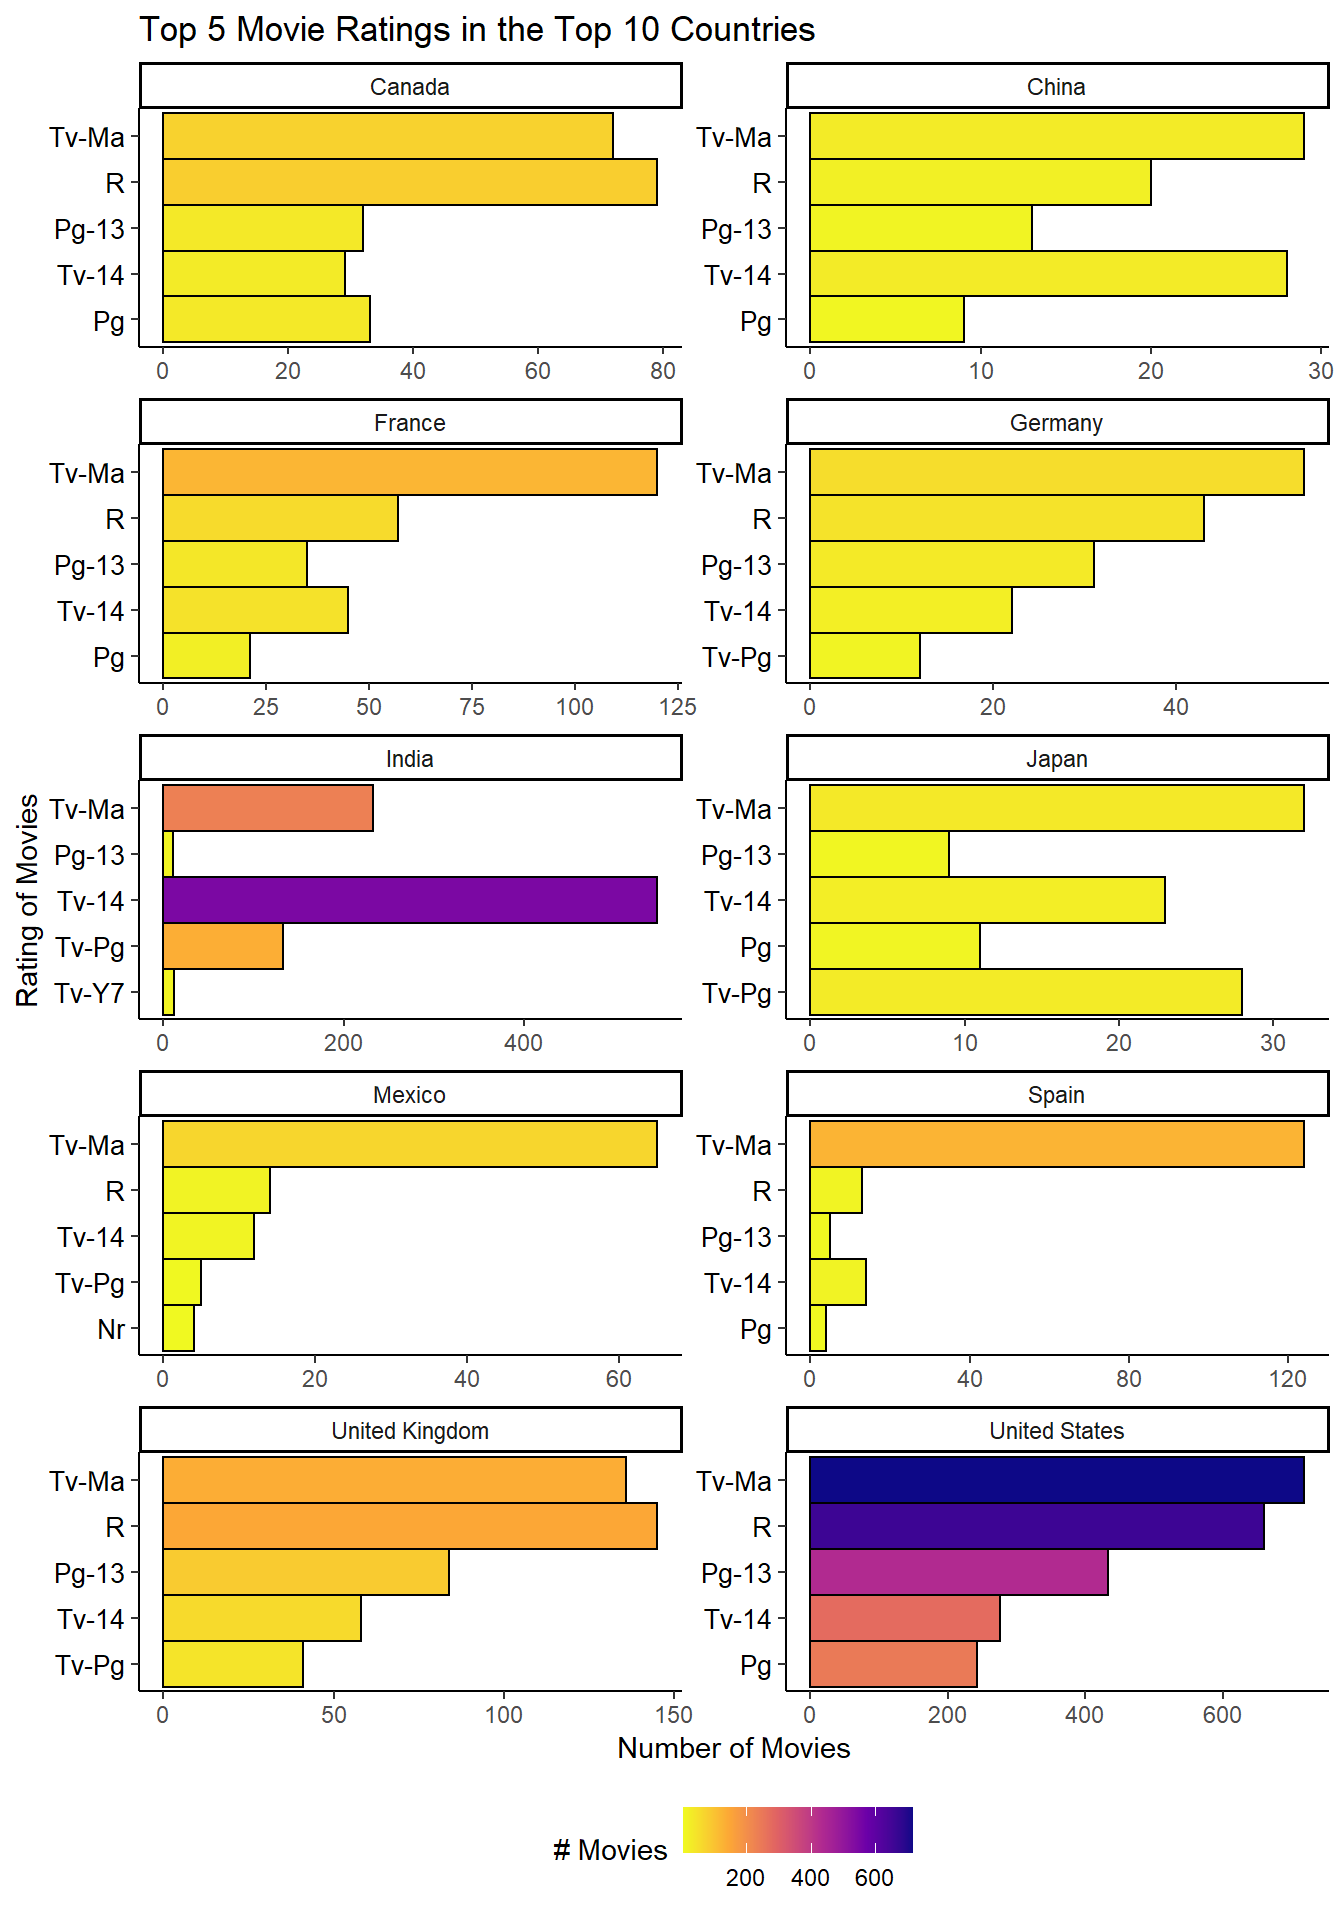 Top 5 Movie Ratings in the Top 10 Countries
Canada
Tv-Ma
R
Pg-13
Tv-14
Pg
0 20 40 60 80
China
Tv-Ma
R
Pg-13
Tv-14
Pg
0 10 20 30
France
Tv-Ma
R
Pg-13
Tv-14
Pg
0 25 50 75 100 125
Germany
Tv-Ma
R
Pg-13
Tv-14
Tv-Pg
0 20 40
Rating of Movies
India
Tv-Ma
Pg-13
Tv-14
Tv-Pg
Tv-Y7
0 200 400
Japan
Tv-Ma
Pg-13
Tv-14
Pg
Tv-Pg
0 10 20 30
Mexico
Tv-Ma
R
Tv-14
Tv-Pg
Nr
0 20 40 60
Spain
Tv-Ma
R
Pg-13
Tv-14
Pg
0 40 80 120
United Kingdom
Tv-Ma
R
Pg-13
Tv-14
Tv-Pg
0 50 100 150
United States
Tv-Ma
R
Pg-13
Tv-14
Pg
0 200 400 600
Number of Movies
# Movies
200 400 600